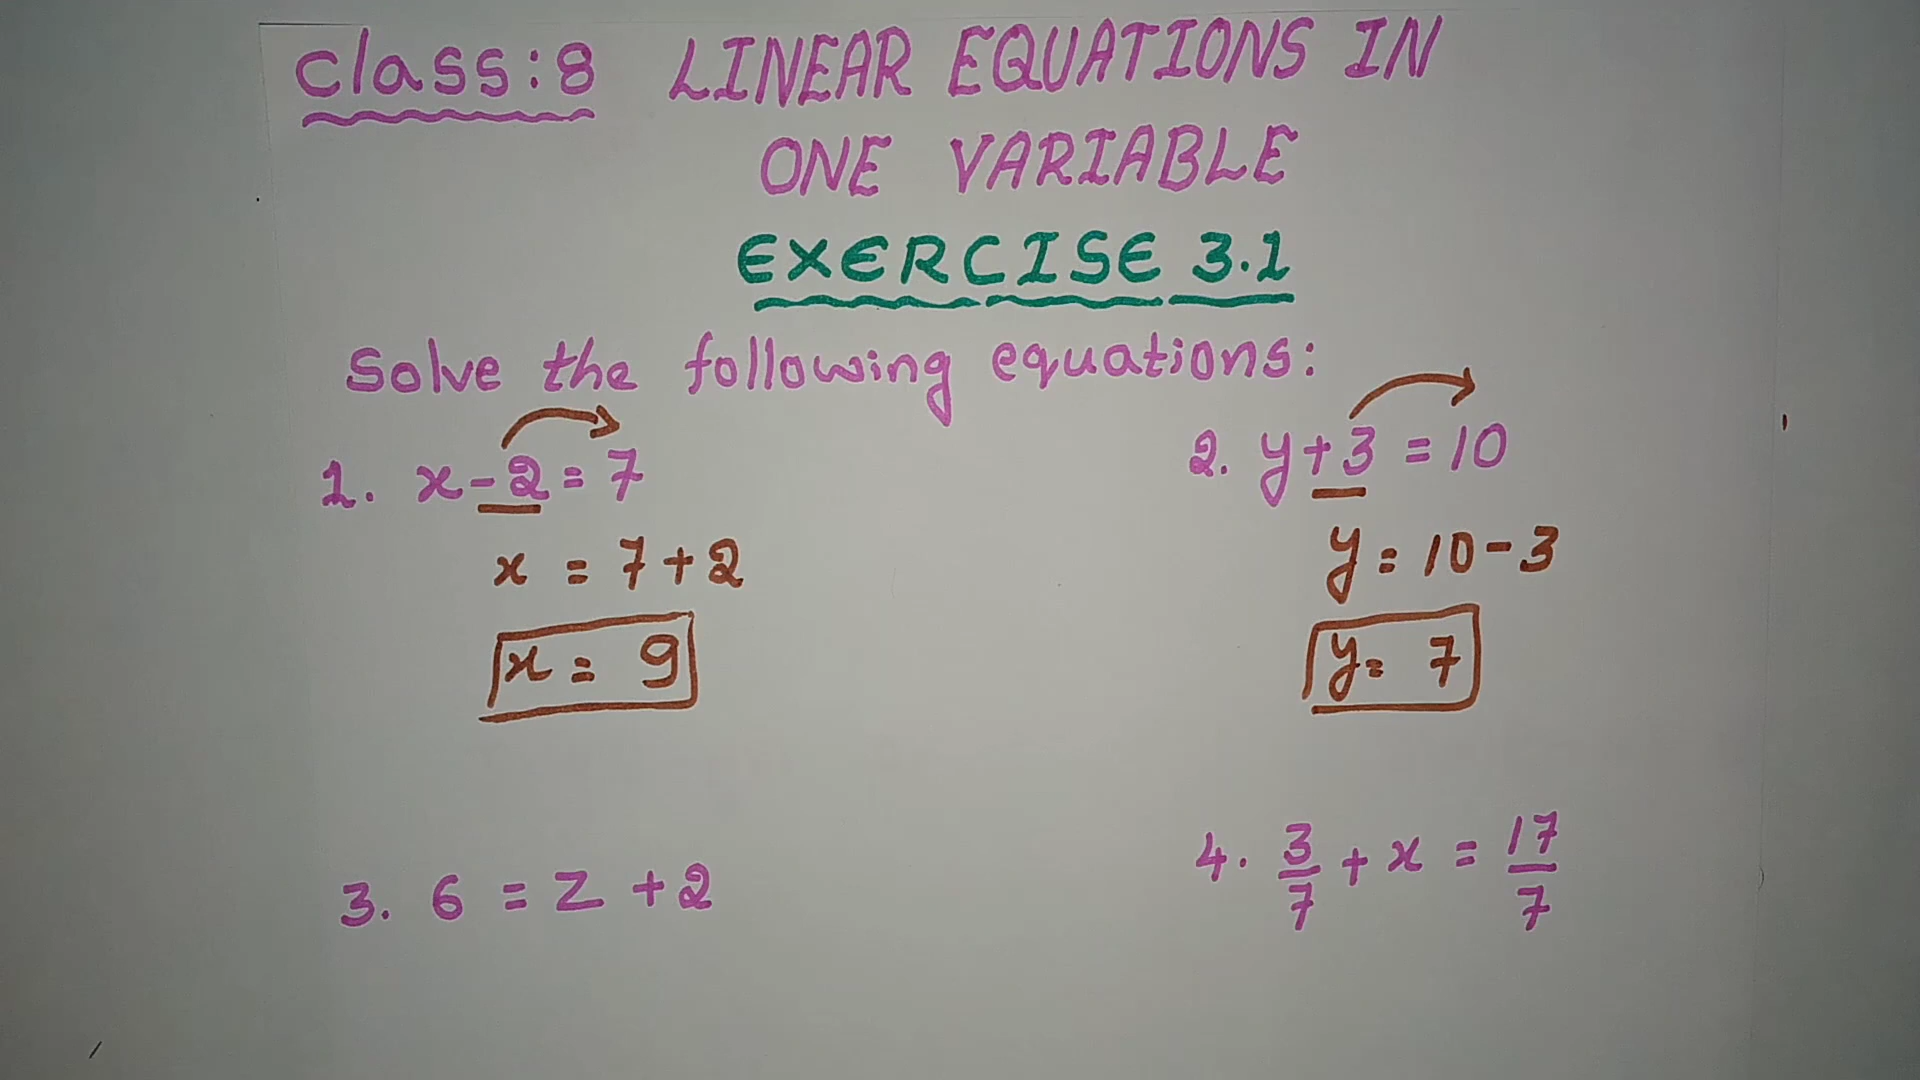 Class:8 LINEAR EQUATIONS IN
ONE VARIABLE
EXERCISE 3.1
Solve the following equations:
1. x-2=7
x = 7+2
x = 9
2. y+3=10
y=10-3
y= 7
3. 6 = Z +2
4. 3/7 + x = 17/7